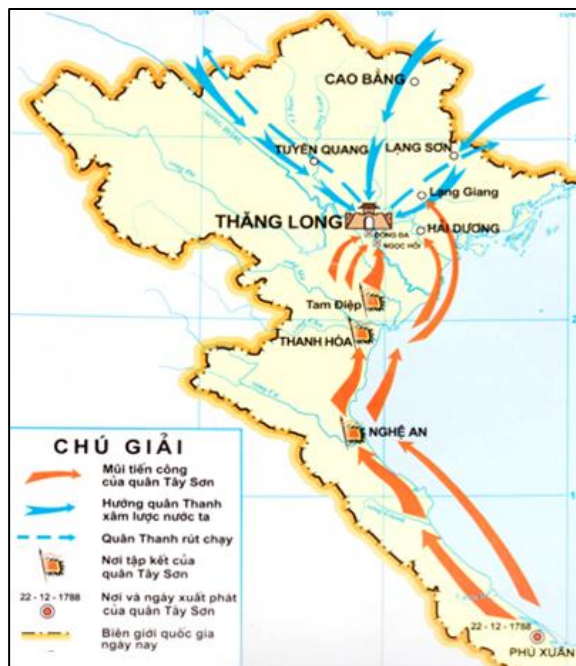 104°
106°
CAO BẰNG
TUYÊN QUANG
LẠNG SƠN
Lạng Giang
THĂNG LONG
HẢI DƯƠNG
ĐỐNG ĐA
NGỌC HỒI
Tam Điệp
THANH HÓA
NGHỆ AN
22 - 12 - 1788
PHÚ XUÂN
CHÚ GIẢI
Mũi tiến công
của quân Tây Sơn
Hướng quân Thanh
xâm lược nước ta
Quân Thanh rút chạy
Nơi tập kết của
quân Tây Sơn
22 - 12 - 1788
Nơi và ngày xuất phát
của quân Tây Sơn
Biên giới quốc gia
ngày nay